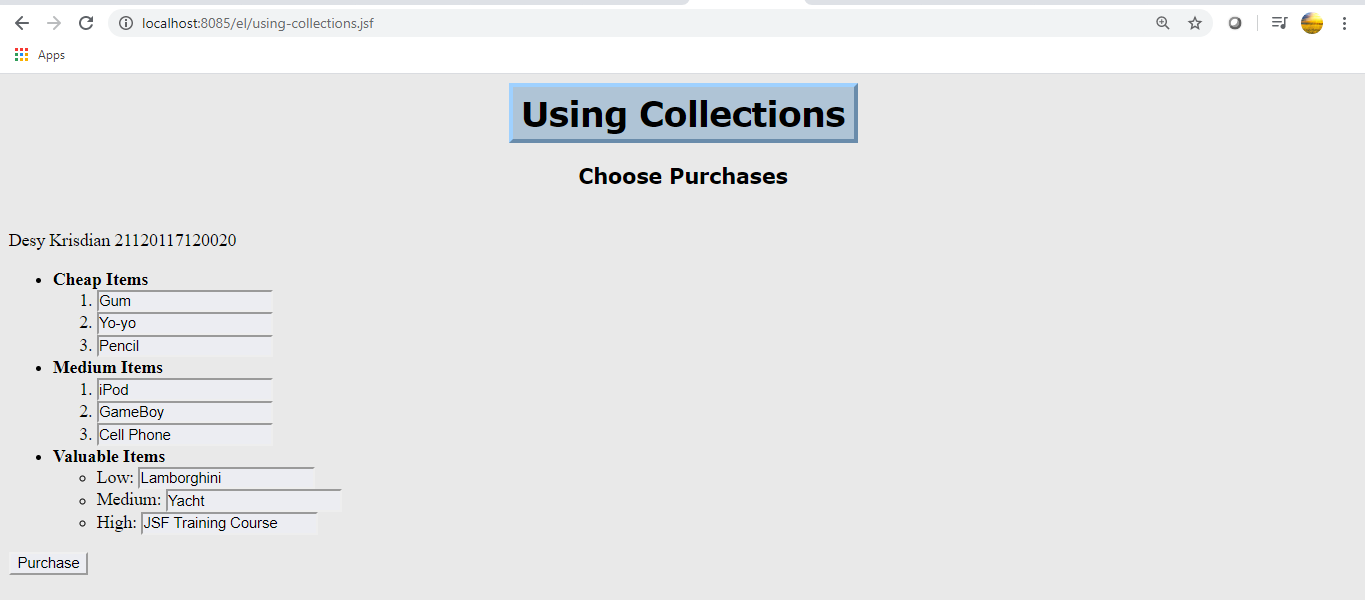 localhost:8085/el/using-collections.jsf
Apps
Using Collections
Choose Purchases
Desy Krisdian 21120117120020
• Cheap Items
1. Gum
2. Yo-yo
3. Pencil
• Medium Items
1. iPod
2. GameBoy
3. Cell Phone
• Valuable Items
○ Low: Lamborghini
○ Medium: Yacht
○ High: JSF Training Course
Purchase